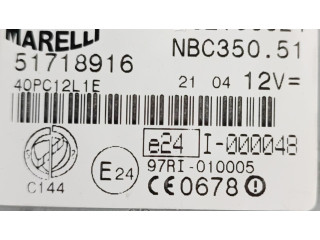 MARELLI
NBC350.51
51718916
40PC12L1E 21 04 12V=
e24 I-000048
E24 97RI-010005
C144 CE0678